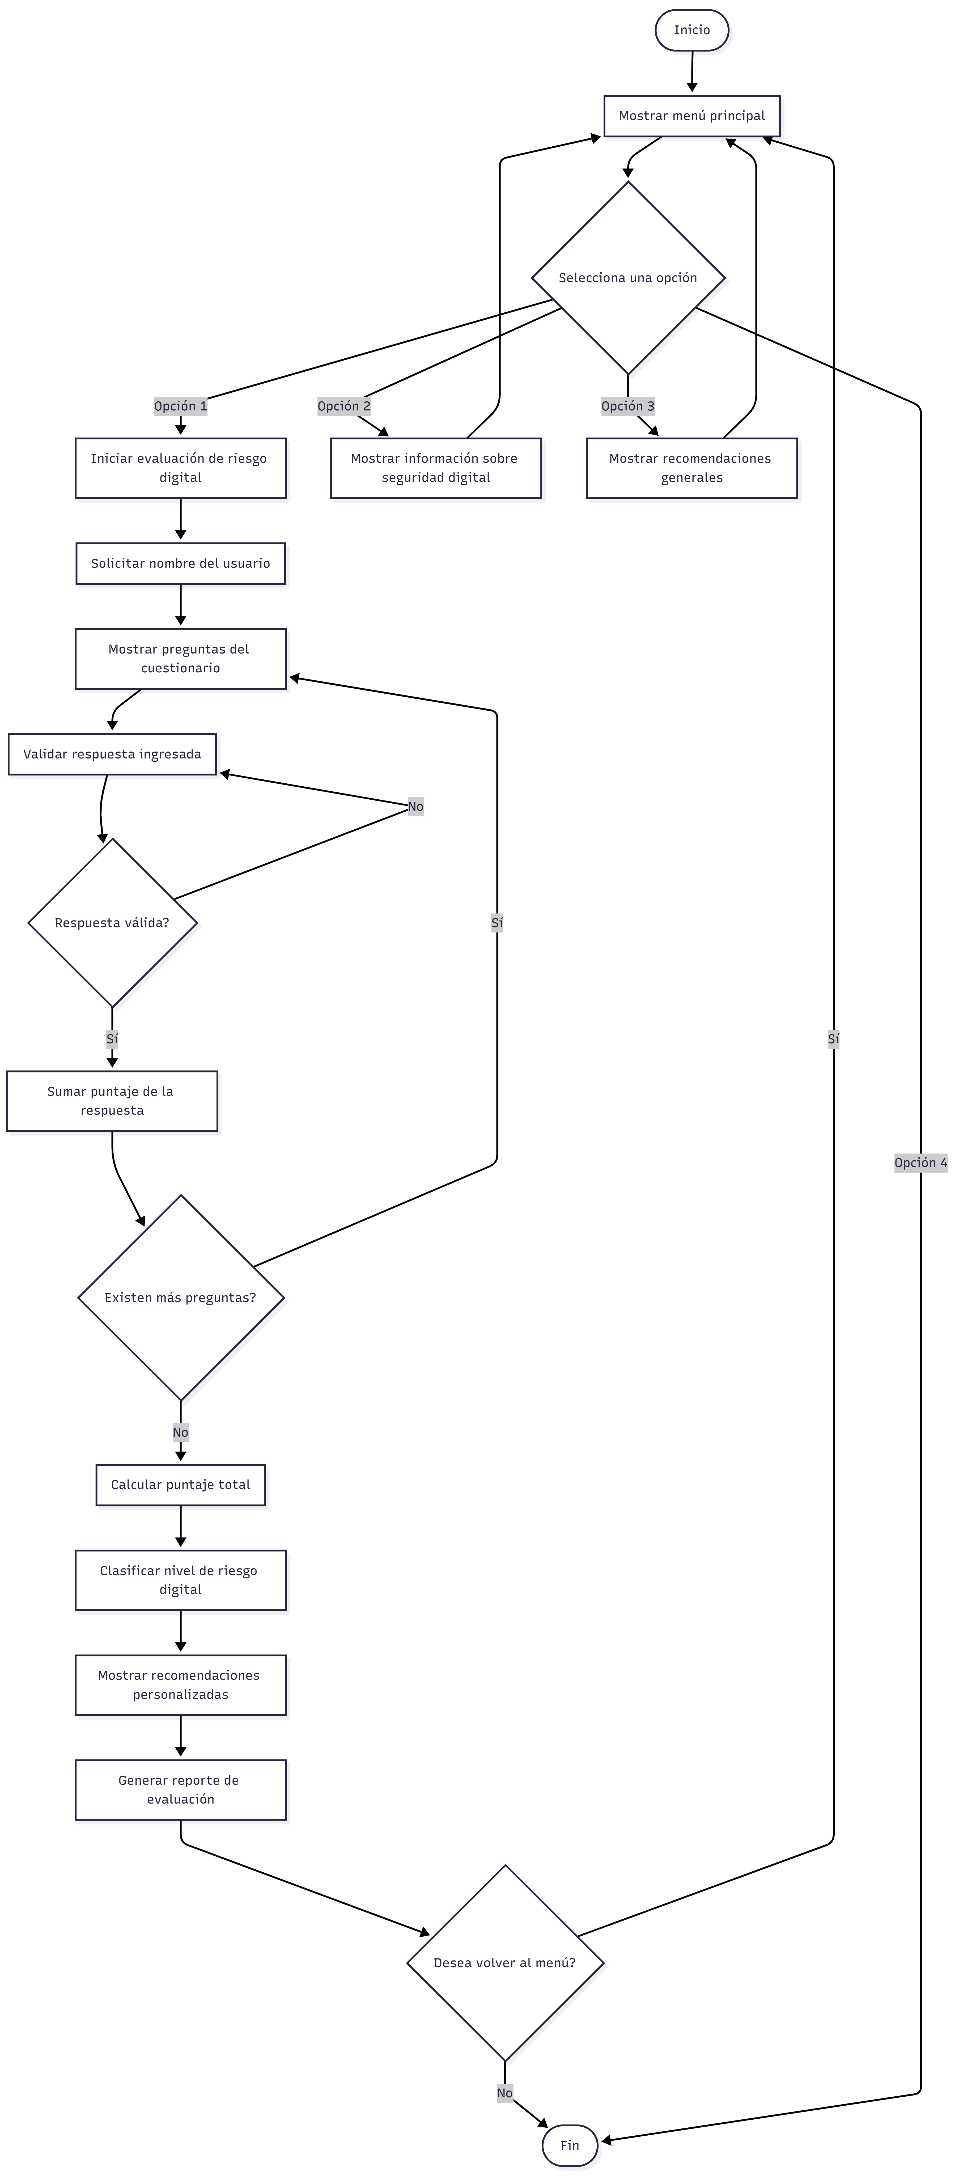 Inicio
Mostrar menú principal
Selecciona una opción
Opción 1
Opción 2
Opción 3
Iniciar evaluación de riesgo
digital
Mostrar información sobre
seguridad digital
Mostrar recomendaciones
generales
Solicitar nombre del usuario
Mostrar preguntas del
cuestionario
Validar respuesta ingresada
No
Respuesta válida?
Sí
Sí
Sí
Sumar puntaje de la
respuesta
Opción 4
Existen más preguntas?
No
Calcular puntaje total
Clasificar nivel de riesgo
digital
Mostrar recomendaciones
personalizadas
Generar reporte de
evaluación
Desea volver al menú?
No
Fin